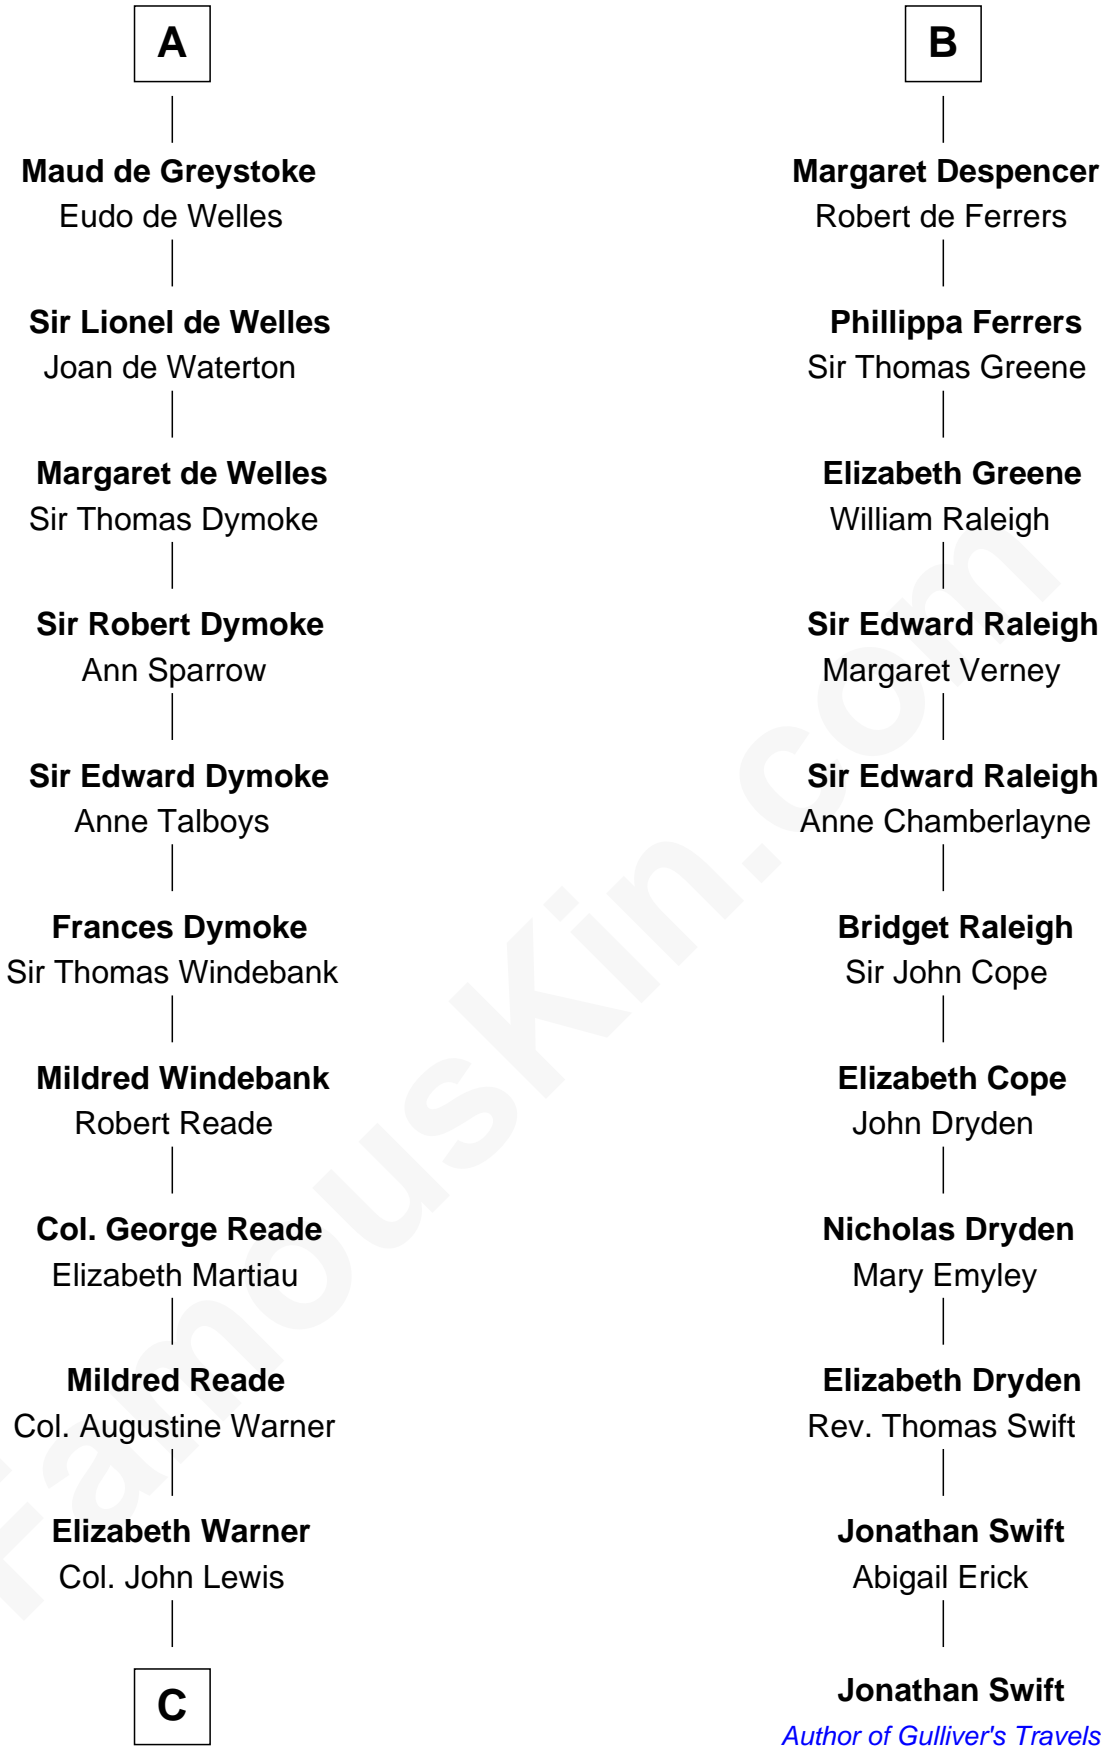 A
Maud de Greystoke
Eudo de Welles
Sir Lionel de Welles
Joan de Waterton
Margaret de Welles
Sir Thomas Dymoke
Sir Robert Dymoke
Ann Sparrow
Sir Edward Dymoke
Anne Talboys
Frances Dymoke
Sir Thomas Windebank
Mildred Windebank
Robert Reade
Col. George Reade
Elizabeth Martiau
Mildred Reade
Col. Augustine Warner
Elizabeth Warner
Col. John Lewis
C
B
Margaret Despencer
Robert de Ferrers
Phillippa Ferrers
Sir Thomas Greene
Elizabeth Greene
William Raleigh
Sir Edward Raleigh
Margaret Verney
Sir Edward Raleigh
Anne Chamberlayne
Bridget Raleigh
Sir John Cope
Elizabeth Cope
John Dryden
Nicholas Dryden
Mary Emyley
Elizabeth Dryden
Rev. Thomas Swift
Jonathan Swift
Abigail Erick
Jonathan Swift
Author of Gulliver's Travels
FamousKin.com